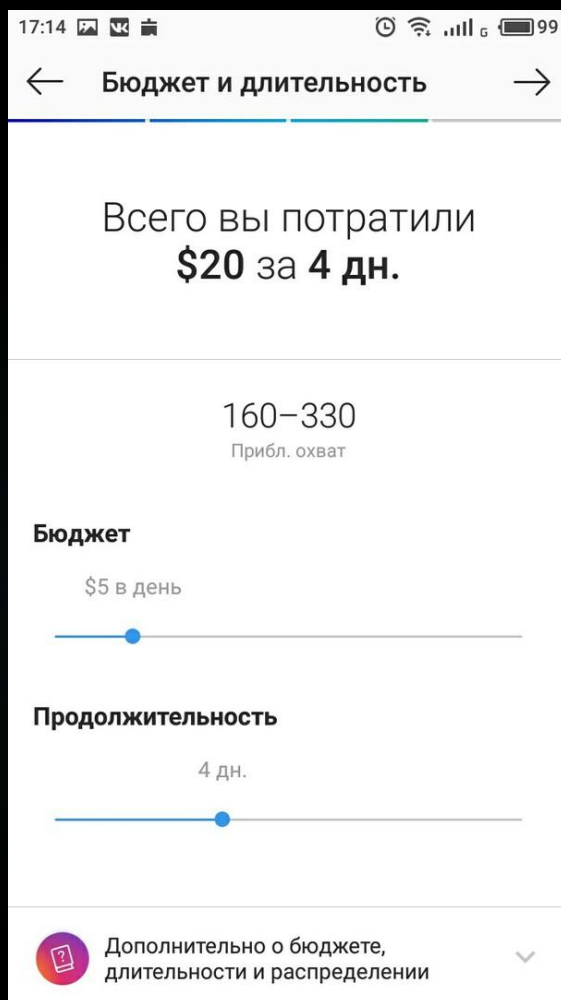 17:14 G 99
Бюджет и длительность
Всего вы потратили
$20 за 4 дн.
160–330
Прибл. охват
Бюджет
$5 в день
Продолжительность
4 дн.
Дополнительно о бюджете,
длительности и распределении